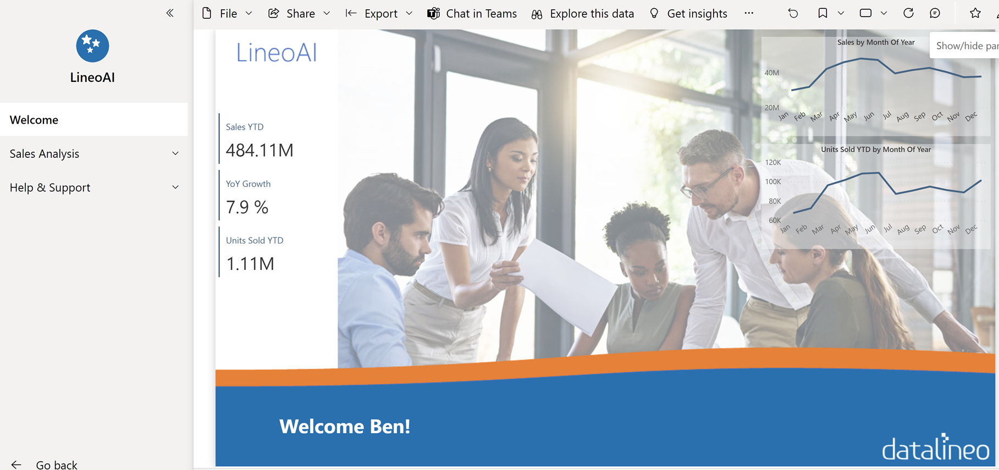 File
Share
Export
Chat in Teams
Explore this data
Get insights
LineoAI
Welcome
Sales Analysis
Help & Support
Go back
LineoAI
Sales YTD
484.11M
YoY Growth
7.9 %
Units Sold YTD
1.11M
Sales by Month Of Year
Show/hide
40M
20M
Jan Feb Mar Apr May Jun Jul Aug Sep Oct Nov Dec
Units Sold YTD by Month Of Year
120K
100K
80K
60K
Jan Feb Mar Apr May Jun Jul Aug Sep Oct Nov Dec
Welcome Ben!
datalineo